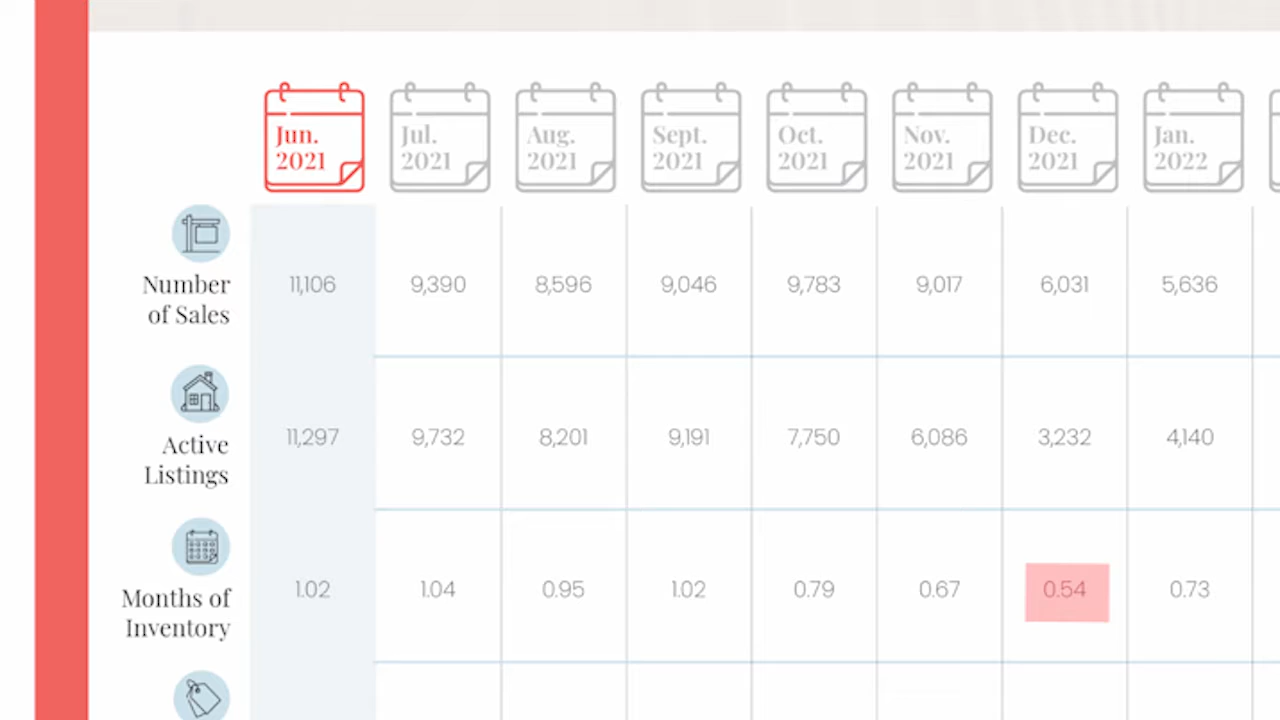 Jun. Jul. Aug. Sept. Oct. Nov. Dec. Jan.
2021 2021 2021 2021 2021 2021 2021 2022
Number
of Sales
11,106 9,390 8,596 9,046 9,783 9,017 6,031 5,636
Active
Listings
11,297 9,732 8,201 9,191 7,750 6,086 3,232 4,140
Months of
Inventory
1.02 1.04 0.95 1.02 0.79 0.67 0.54 0.73